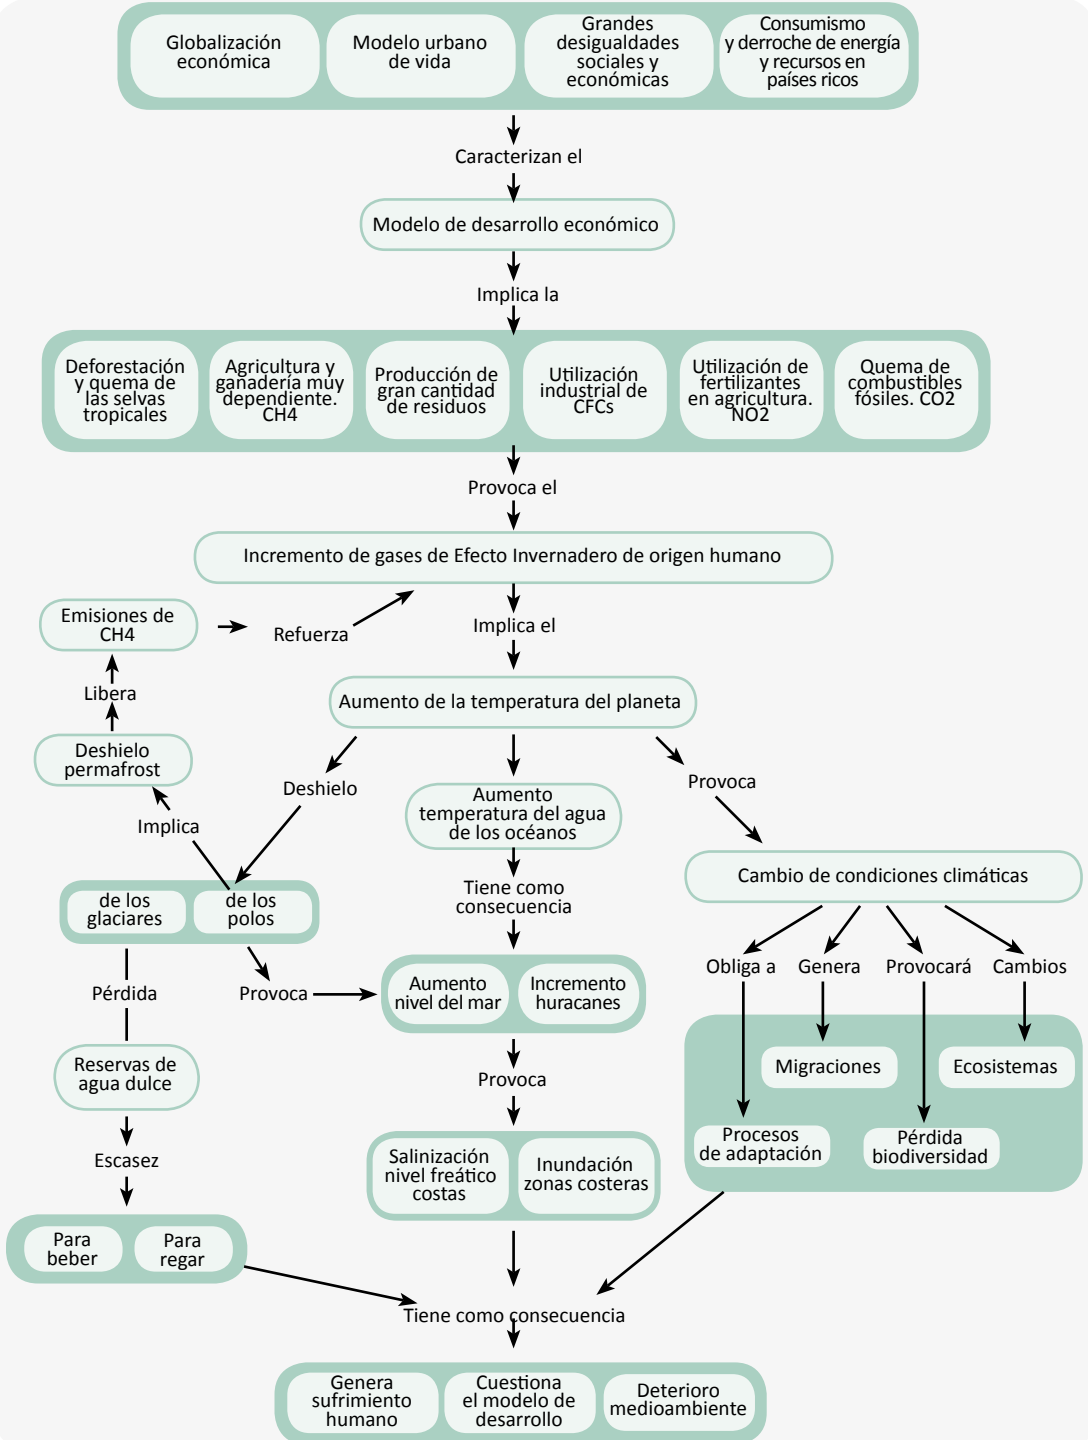 Globalización
económica
Modelo urbano
de vida
Grandes
desigualdades
sociales y
económicas
Consumismo
y derroche de energía
y recursos en
países ricos
Caracterizan el
Modelo de desarrollo económico
Implica la
Deforestación
y quema de
las selvas
tropicales
Agricultura y
ganadería muy
dependiente.
CH4
Producción de
gran cantidad
de residuos
Utilización
industrial de
CFCs
Utilización de
fertilizantes
en agricultura.
NO2
Quema de
combustibles
fósiles. CO2
Provoca el
Incremento de gases de Efecto Invernadero de origen humano
Emisiones de
CH4
Refuerza
Implica el
Libera
Aumento de la temperatura del planeta
Deshielo
permafrost
Deshielo
Aumento
temperatura del agua
de los océanos
Provoca
Implica
Tiene como
consecuencia
Cambio de condiciones climáticas
de los
glaciares
de los
polos
Obliga a
Genera
Provocará
Cambios
Pérdida
Provoca
Aumento
nivel del mar
Incremento
huracanes
Reservas de
agua dulce
Provoca
Migraciones
Ecosistemas
Procesos
de adaptación
Pérdida
biodiversidad
Escasez
Salinización
nivel freático
costas
Inundación
zonas costeras
Para
beber
Para
regar
Tiene como consecuencia
Genera
sufrimiento
humano
Cuestiona
el modelo de
desarrollo
Deterioro
medioambiente